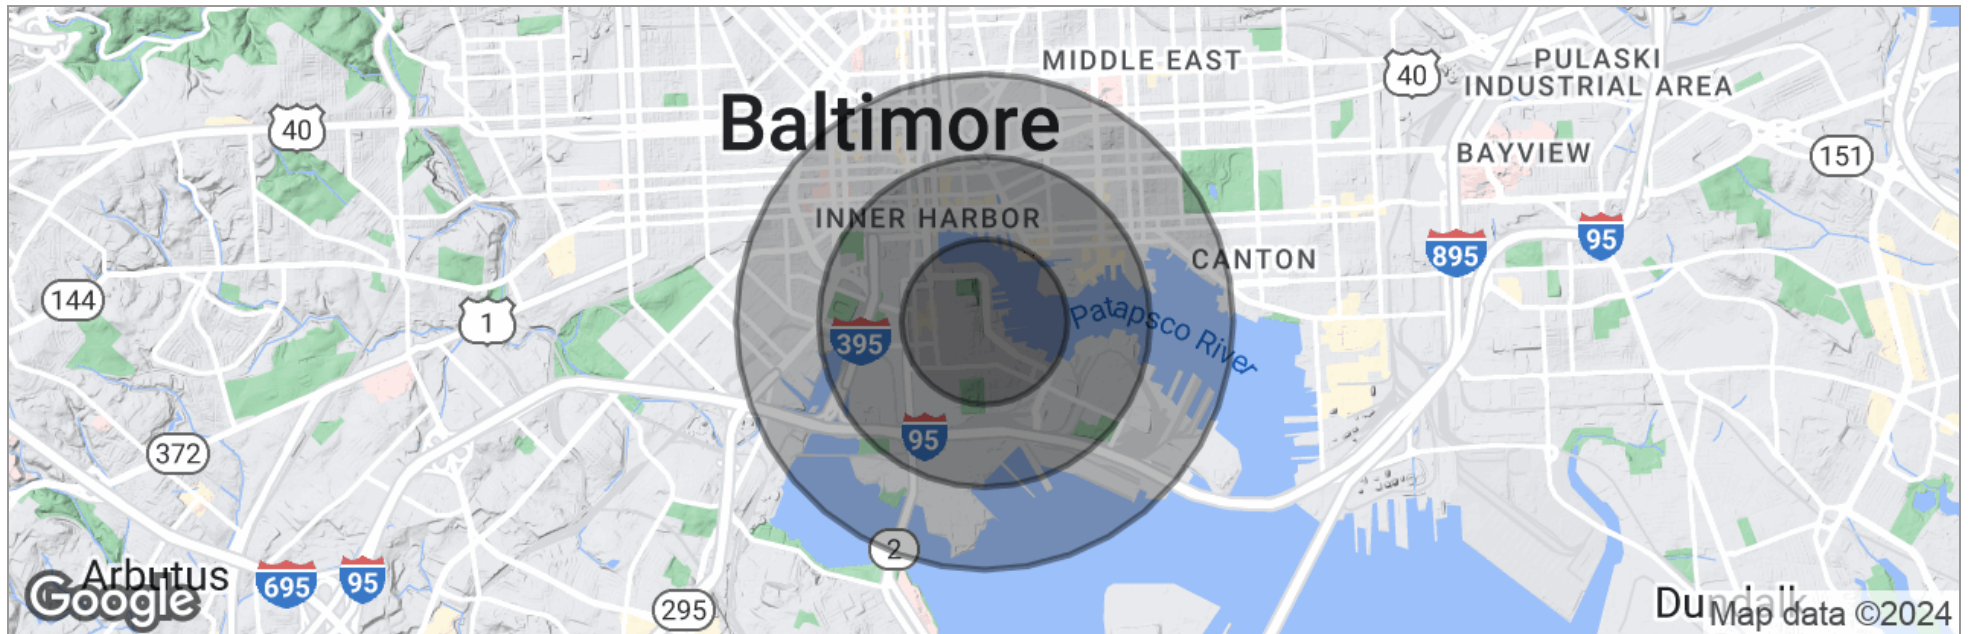 MIDDLE EAST
PULASKI
INDUSTRIAL AREA
40
Baltimore
40
BAYVIEW
151
INNER HARBOR
CANTON
895
95
144
1
395
Patapsco River
95
372
2
Arbutus
695
95
295
Dundalk
Google
Map data ©2024